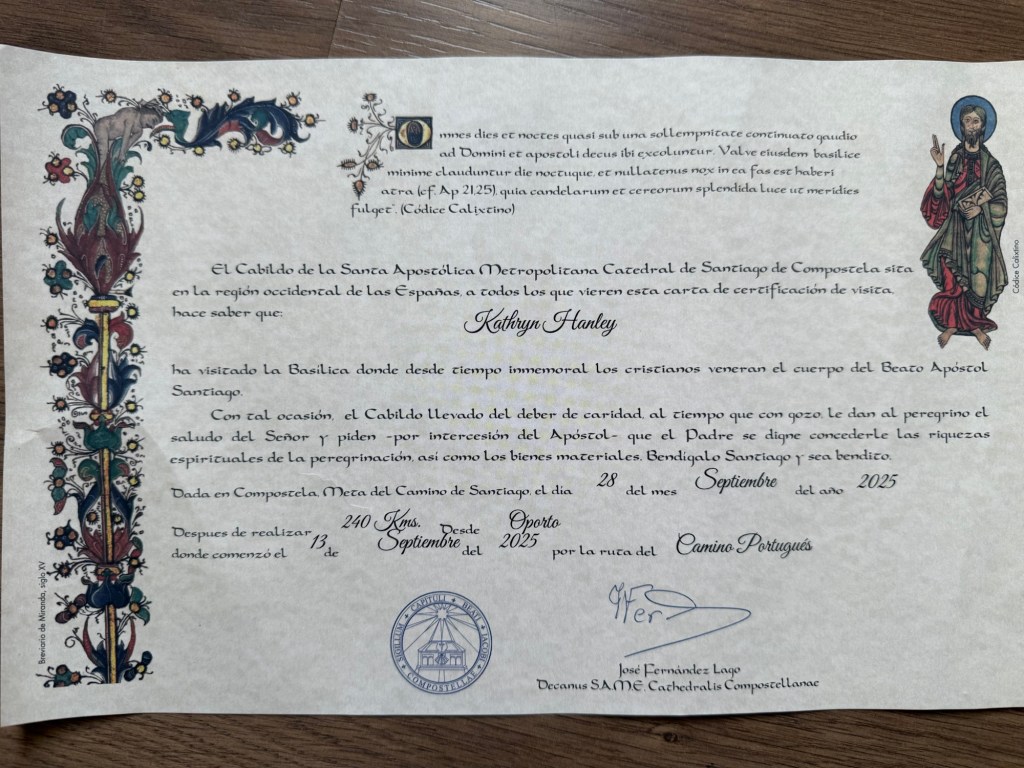 Omnes dies et noctes quasi sub una sollempnitate continuato gaudio
ad Domini et apostoli decus ibi excoluntur. Valve eiusdem basilice
minime clauduntur die noctuque, et nullatenus nox in ea fas est haberi
atra (cf. Ap 21,25), quia candelarum et cereorum splendida luce ut meridies
fulget". (Códice Calixtino)
Códice Calixtino
El Cabildo de la Santa Apostólica Metropolitana Catedral de Santiago de Compostela sita
en la región occidental de las Españas, a todos los que vieren esta carta de certificación de visita,
hace saber que:
Kathryn Hanley
ha visitado la Basílica donde desde tiempo inmemoral los cristianos veneran el cuerpo del Beato Apóstol
Santiago.
Con tal ocasión, el Cabildo llevado del deber de caridad, al tiempo que con gozo, le dan al peregrino el
saludo del Señor y piden -por intercesión del Apóstol- que el Padre se digne concederle las riquezas
espirituales de la peregrinación, así como los bienes materiales. Bendígalo Santiago y sea bendito.
Dada en Compostela, Meta del Camino de Santiago, el día 28 del mes Septiembre del año 2025
Despues de realizar 240 Kms. Desde Oporto
donde comenzó el 13 de Septiembre del 2025 por la ruta del Camino Portugués
Breviario de Miranda, siglo XV
SIGILLUM CAPITULI BEATI JACOBI COMPOSTELLAE
José Fernández Lago
Decanus S.A.M.E. Cathedralis Compostellanae